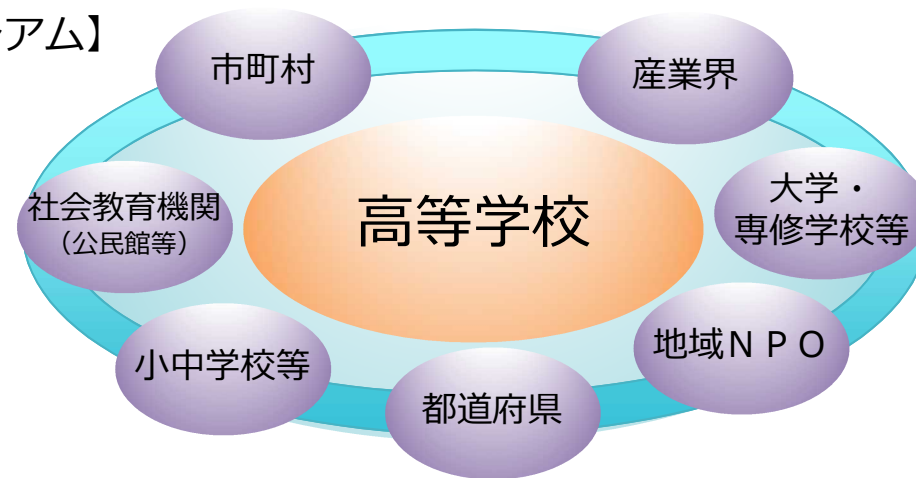 アム】
市町村
産業界
社会教育機関
（公民館等）
高等学校
大学・
専修学校等
小中学校等
地域ＮＰＯ
都道府県